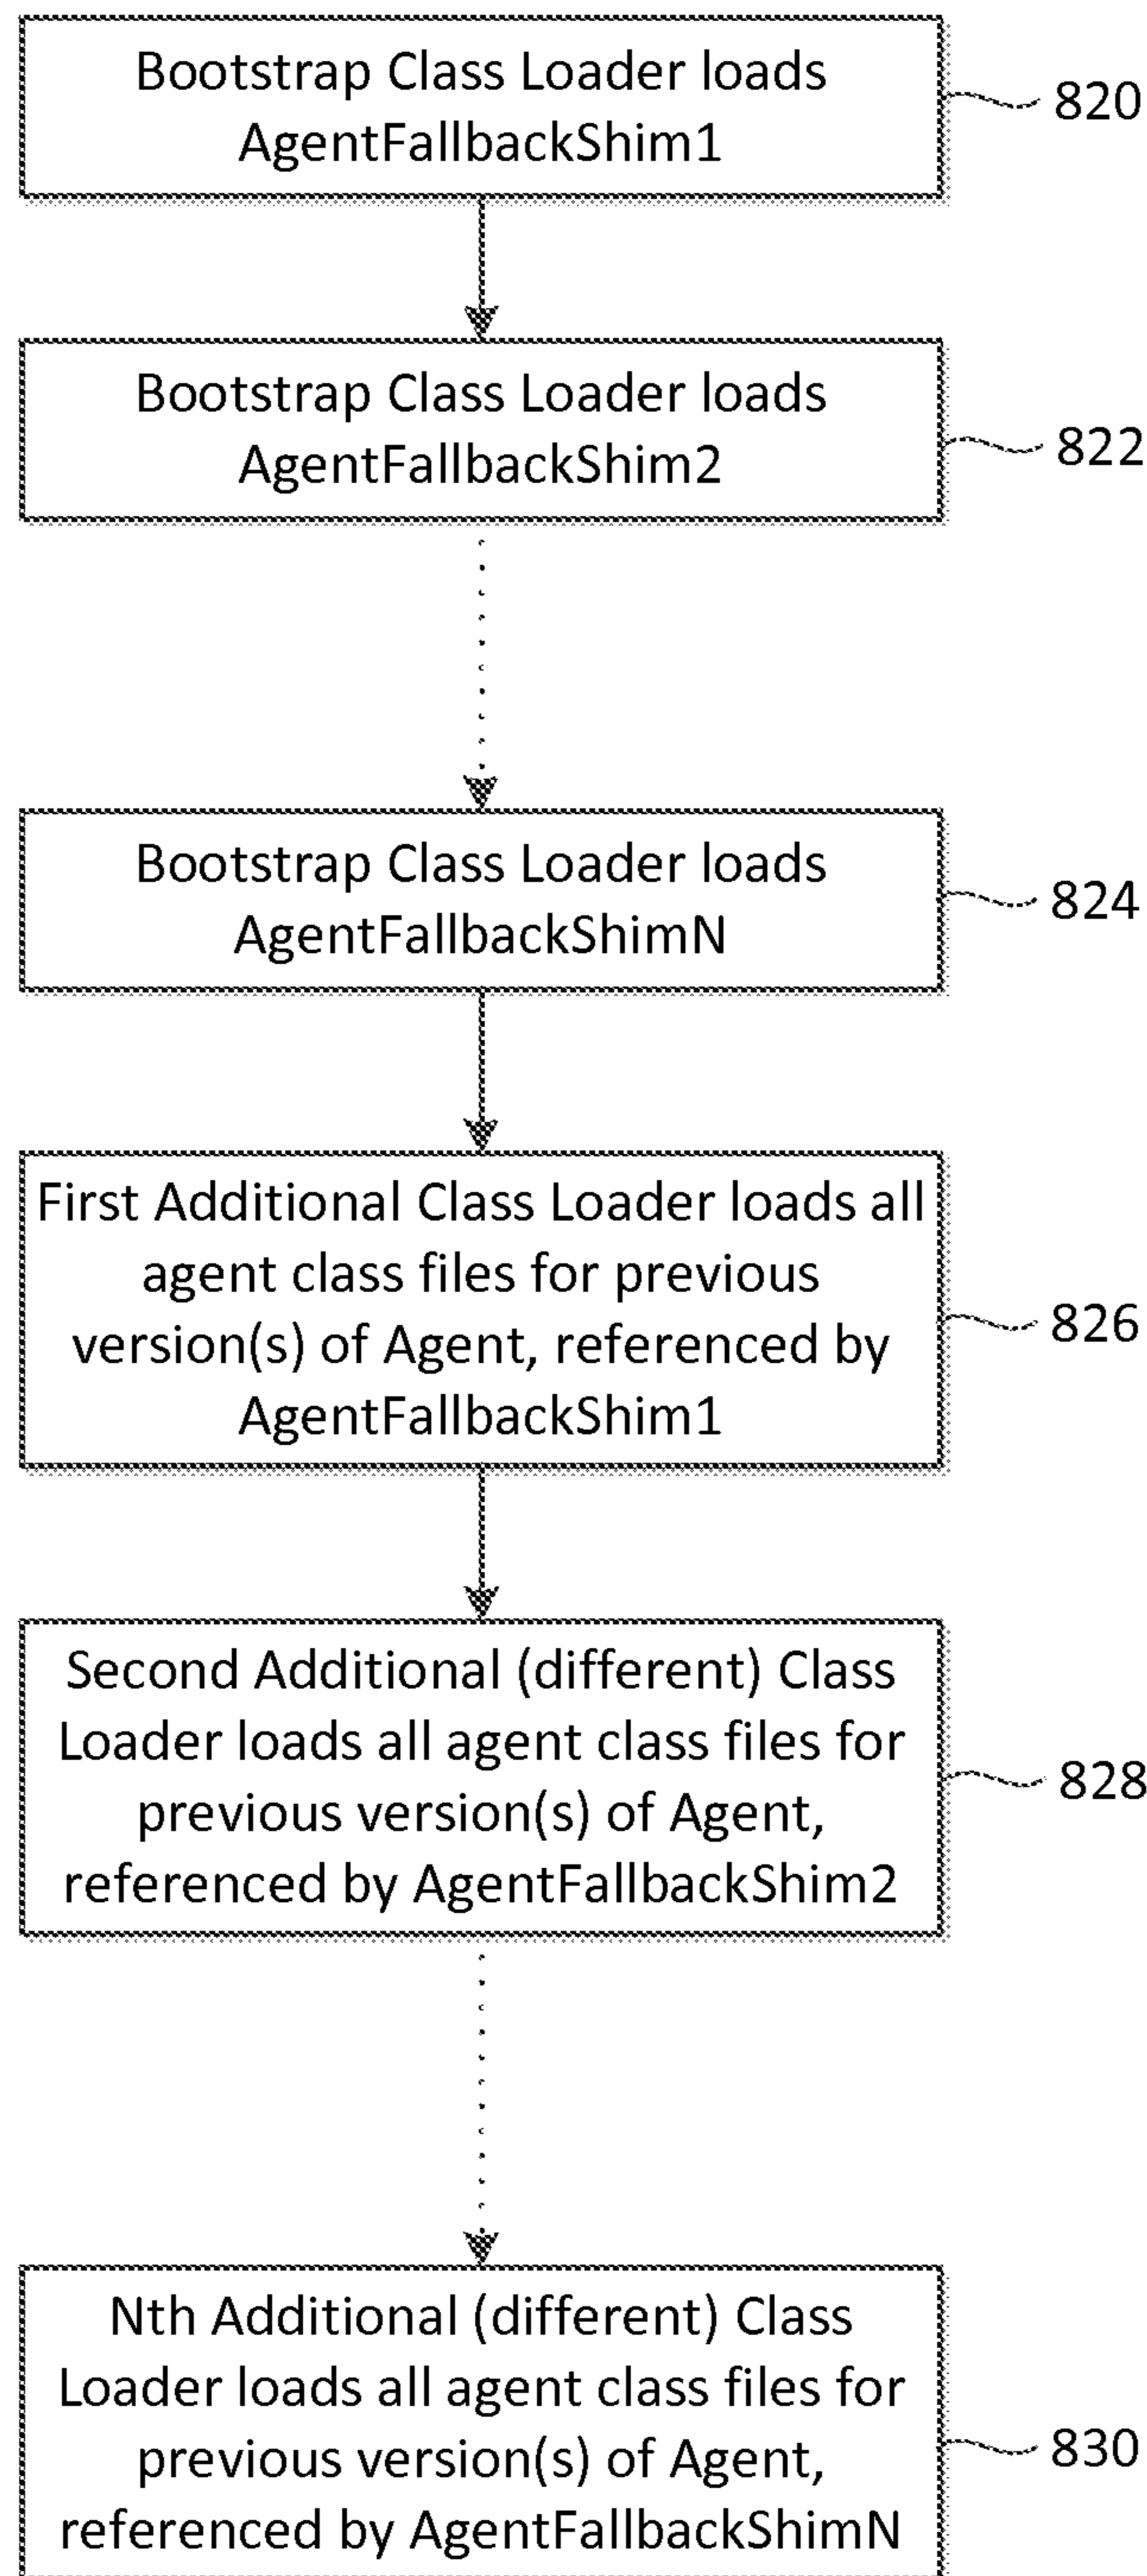 Bootstrap Class Loader loads
AgentFallbackShim1
820
Bootstrap Class Loader loads
AgentFallbackShim2
822
Bootstrap Class Loader loads
AgentFallbackShimN
824
First Additional Class Loader loads all
agent class files for previous
version(s) of Agent, referenced by
AgentFallbackShim1
826
Second Additional (different) Class
Loader loads all agent class files for
previous version(s) of Agent,
referenced by AgentFallbackShim2
828
Nth Additional (different) Class
Loader loads all agent class files for
previous version(s) of Agent,
referenced by AgentFallbackShimN
830